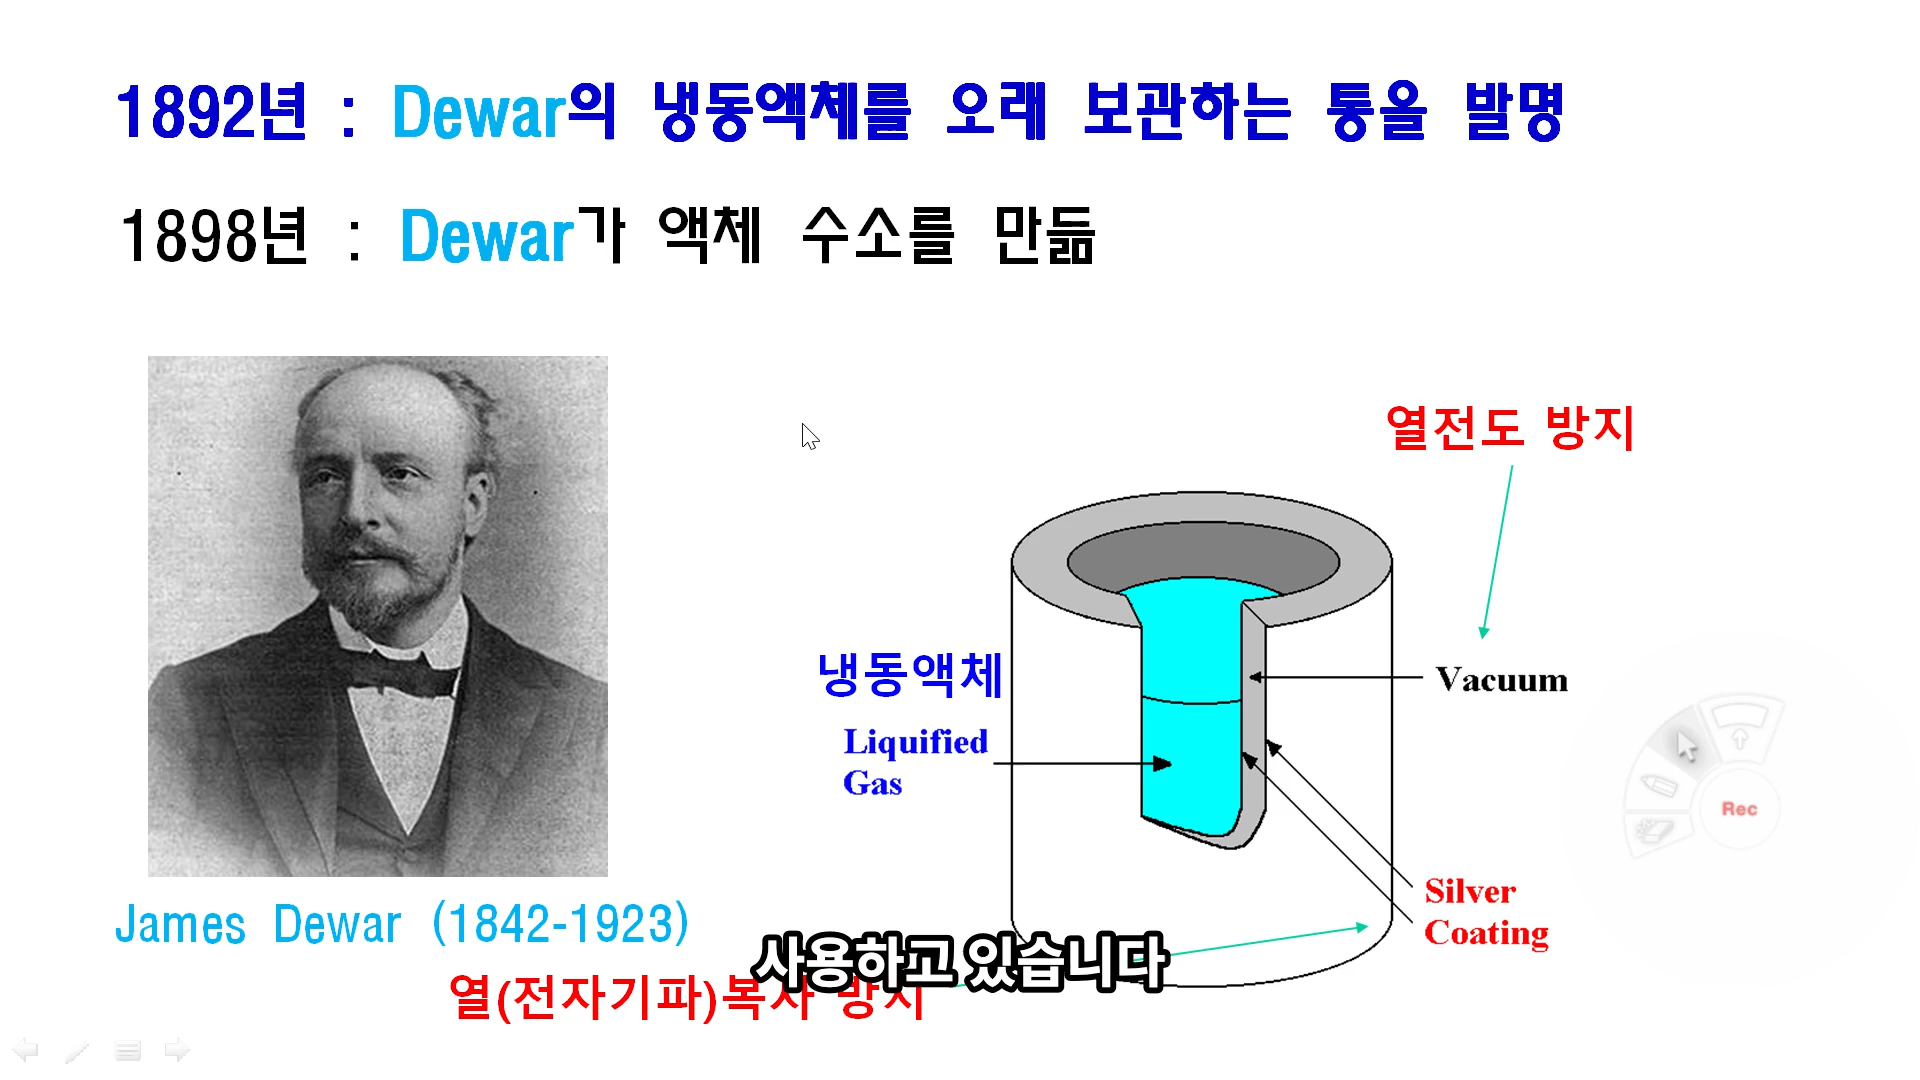 1892년 : Dewar의 냉동액체를 오래 보관하는 통을 발명
1898년 : Dewar가 액체 수소를 만듦
열전도 방지
냉동액체
Vacuum
Liquified
Gas
Rec
Silver
Coating
James Dewar (1842-1923)
사용하고 있습니다
열(전자기파)복사 방지